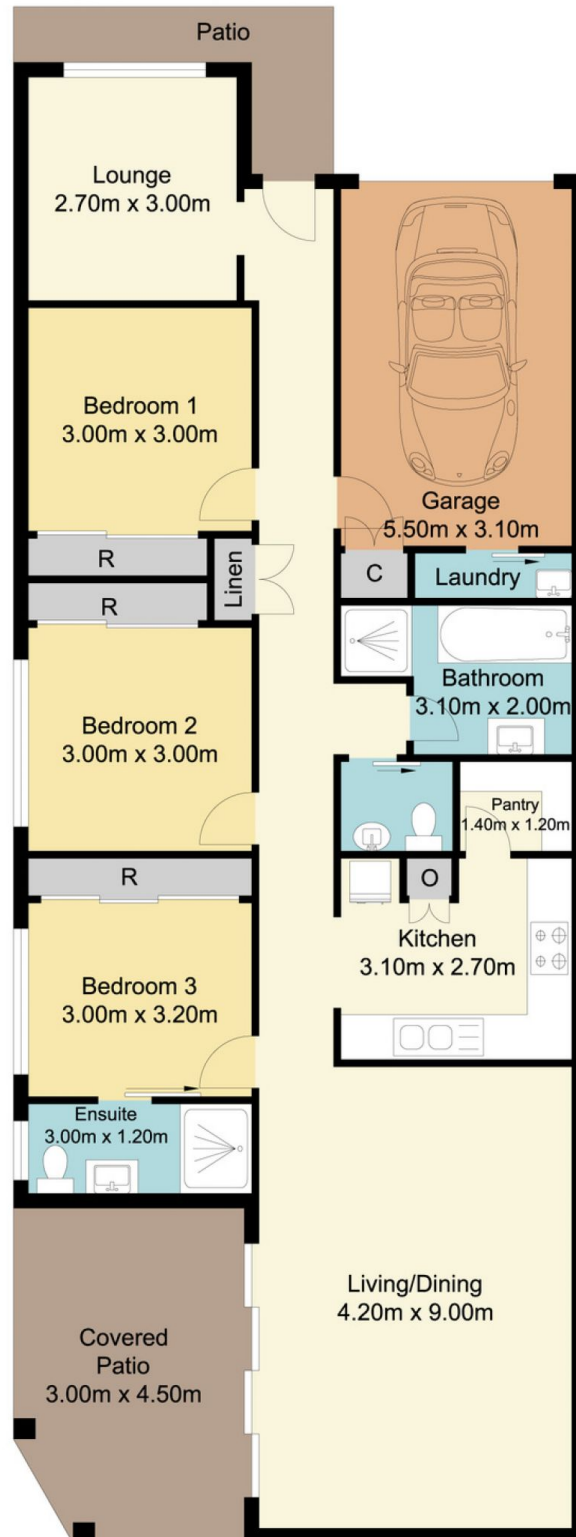 Patio
Lounge
2.70m x 3.00m
Bedroom 1
3.00m x 3.00m
Garage
5.50m x 3.10m
R
Linen
C
Laundry
R
Bedroom 2
3.00m x 3.00m
Bathroom
3.10m x 2.00m
Pantry
1.40m x 1.20m
R
O
Kitchen
3.10m x 2.70m
Bedroom 3
3.00m x 3.20m
Ensuite
3.00m x 1.20m
Living/Dining
4.20m x 9.00m
Covered
Patio
3.00m x 4.50m